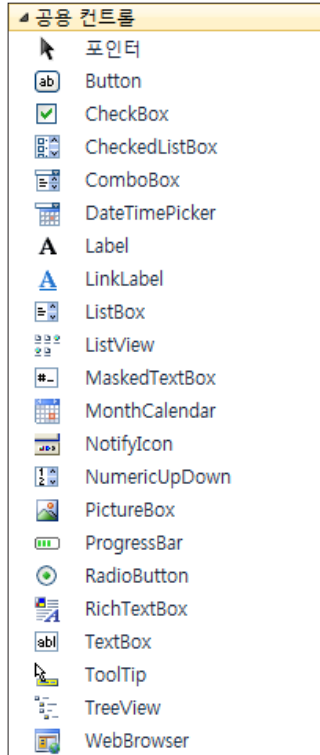 공용 컨트롤
포인터
Button
CheckBox
CheckedListBox
ComboBox
DateTimePicker
Label
LinkLabel
ListBox
ListView
MaskedTextBox
MonthCalendar
NotifyIcon
NumericUpDown
PictureBox
ProgressBar
RadioButton
RichTextBox
TextBox
ToolTip
TreeView
WebBrowser